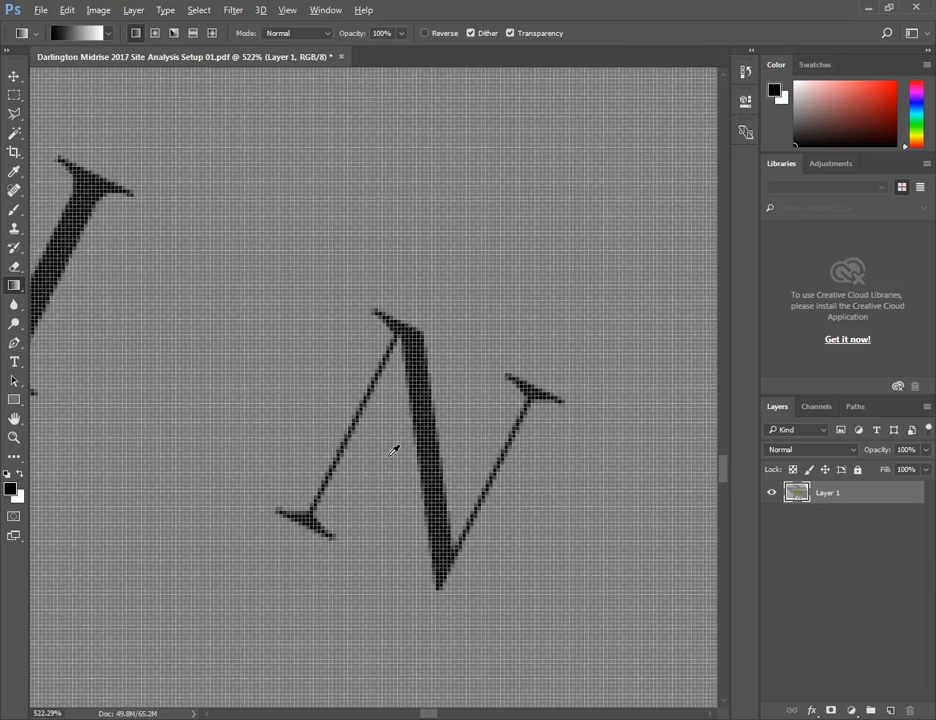 Ps File Edit Image Layer Type Select Filter 3D View Window Help
Mode: Normal Opacity: 100% Reverse Dither Transparency
Darlington Midrise 2017 Site Analysis Setup 01.pdf @ 522% (Layer 1, RGB/8) *
Color Swatches
Libraries Adjustments
Search Adobe Stock
To use Creative Cloud Libraries,
please install the Creative Cloud
Application
Get it now!
Layers Channels Paths
Kind
Normal Opacity: 100%
Lock: Fill: 100%
Layer 1
N
522.29% Doc: 49.8M/65.2M